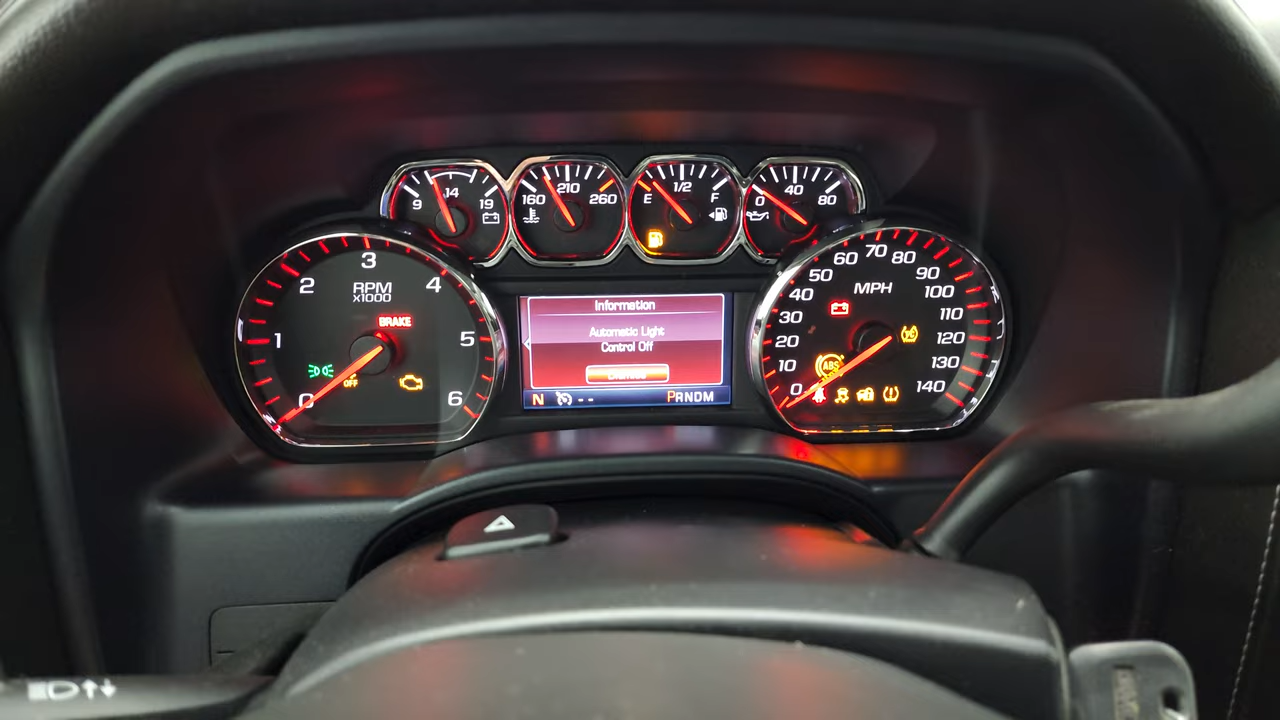 9 14 19
160 210 260
E 1/2 F
0 40 80
0 1 2 3 4 5 6
RPM
X1000
BRAKE
OFF
Information
Automatic Light
Control Off
N -- PRNDM
0 10 20 30 40 50 60 70 80 90 100 110 120 130 140
MPH
TC
ABS